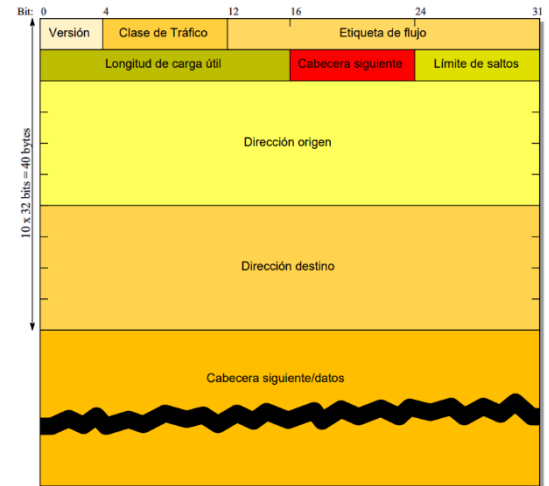 Bit: 0 4 12 16 24 31
Versión Clase de Tráfico Etiqueta de flujo
Longitud de carga útil Cabecera siguiente Límite de saltos
Dirección origen
10 x 32 bits = 40 bytes
Dirección destino
Cabecera siguiente/datos